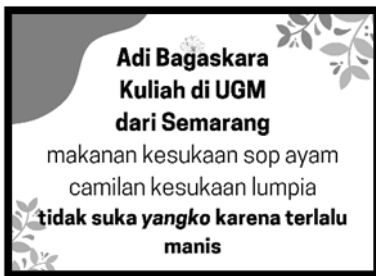 Adi Bagaskara
Kuliah di UGM
dari Semarang
makanan kesukaan sop ayam
camilan kesukaan lumpia
tidak suka yangko karena terlalu
manis